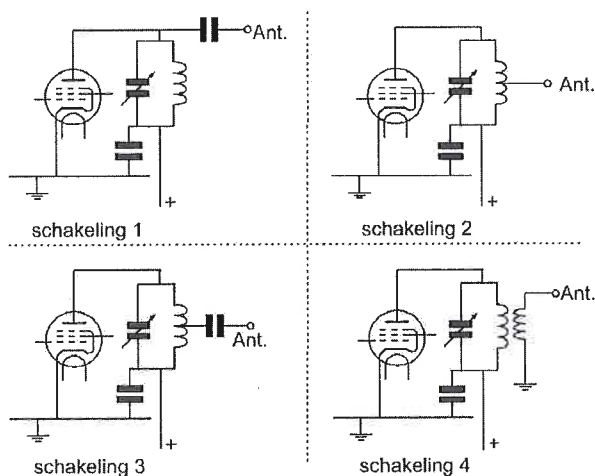 Ant.
+
schakeling 1
Ant.
+
schakeling 2
Ant.
+
schakeling 3
Ant.
+
schakeling 4